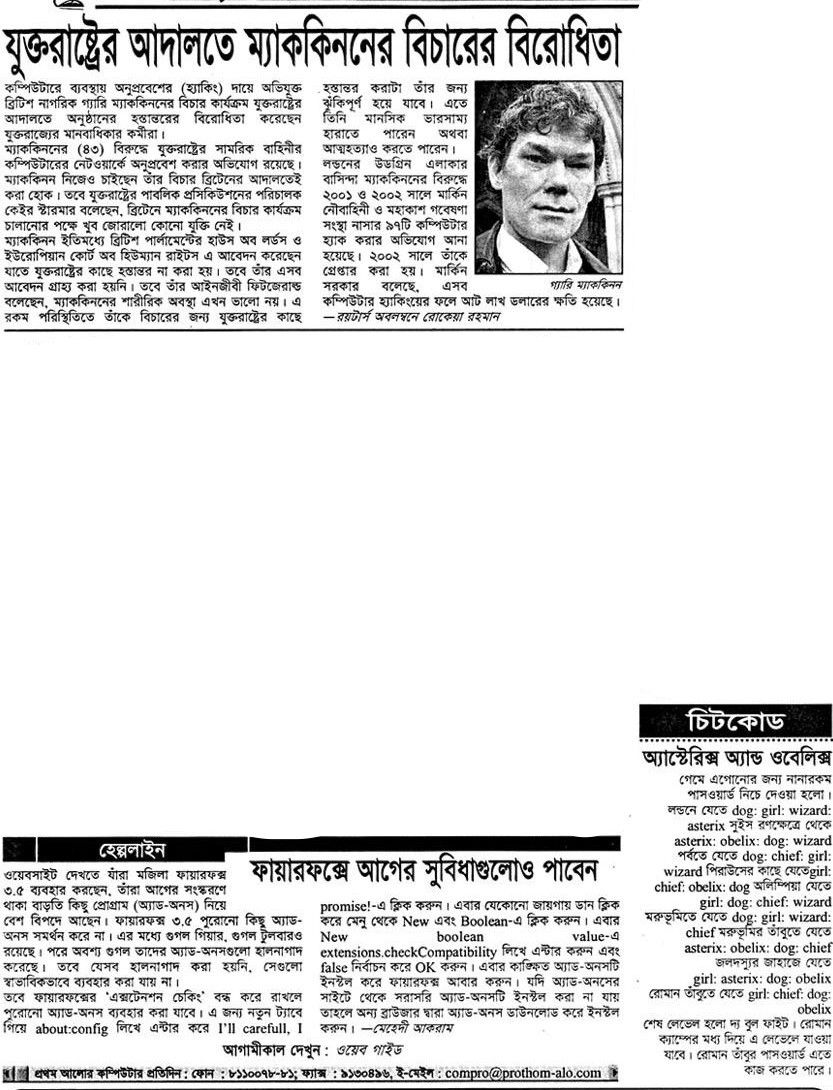 যুক্তরাষ্ট্রের আদালতে ম্যাককিননের বিচারের বিরোধিতা
কম্পিউটারে ব্যবস্থায় অনুপ্রবেশের (হ্যাকিং) দায়ে অভিযুক্ত
ব্রিটিশ নাগরিক গ্যারি ম্যাককিননের বিচার কার্যক্রম যুক্তরাষ্ট্রের
আদালতে অনুষ্ঠানের হস্তান্তরের বিরোধিতা করেছেন
যুক্তরাজ্যের মানবাধিকার কর্মীরা।
ম্যাককিননের (৪৩) বিরুদ্ধে যুক্তরাষ্ট্রের সামরিক বাহিনীর
কম্পিউটারের নেটওয়ার্কে অনুপ্রবেশ করার অভিযোগ রয়েছে।
ম্যাককিনন নিজেও চাইছেন তাঁর বিচার ব্রিটেনের আদালতেই
করা হোক। তবে যুক্তরাষ্ট্রের পাবলিক প্রসিকিউশনের পরিচালক
কেইর স্টারমার বলেছেন, ব্রিটেনে ম্যাককিননের বিচার কার্যক্রম
চালানোর পক্ষে খুব জোরালো কোনো যুক্তি নেই।
ম্যাককিনন ইতিমধ্যে ব্রিটিশ পার্লামেন্টের হাউস অব লর্ডস ও
ইউরোপিয়ান কোর্ট অব হিউম্যান রাইটস এ আবেদন করেছেন
যাতে যুক্তরাষ্ট্রের কাছে হস্তান্তর না করা হয়। তবে তাঁর এসব
আবেদন গ্রাহ্য করা হয়নি। তবে তাঁর আইনজীবী ফিটজেরাল্ড
বলেছেন, ম্যাককিননের শারীরিক অবস্থা এখন ভালো নয়। এ
রকম পরিস্থিতিতে তাঁকে বিচারের জন্য যুক্তরাষ্ট্রের কাছে
হস্তান্তর করাটা তাঁর জন্য
ঝুঁকিপূর্ণ হয়ে যাবে। এতে
তিনি মানসিক ভারসাম্য
হারাতে পারেন অথবা
আত্মহত্যাও করতে পারেন।
লন্ডনের উডগ্রিন এলাকার
বাসিন্দা ম্যাককিননের বিরুদ্ধে
২০০১ ও ২০০২ সালে মার্কিন
নৌবাহিনী ও মহাকাশ গবেষণা
সংস্থা নাসার ৯৭টি কম্পিউটার
হ্যাক করার অভিযোগ আনা
হয়েছে। ২০০২ সালে তাঁকে
গ্রেপ্তার করা হয়। মার্কিন
সরকার বলেছে, এসব
কম্পিউটার হ্যাকিংয়ের ফলে আট লাখ ডলারের ক্ষতি হয়েছে।
—রয়টার্স অবলম্বনে রোকেয়া রহমান
গ্যারি ম্যাককিনন
চিটকোড
অ্যাস্টেরিক্স অ্যান্ড ওবেলিক্স
গেমে এগোনোর জন্য নানারকম
পাসওয়ার্ড নিচে দেওয়া হলো।
লন্ডনে যেতে dog: girl: wizard:
asterix সুইস রণক্ষেত্রে থেকে
asterix: obelix: dog: wizard
পর্বতে যেতে dog: chief: girl:
wizard পিরাউসের কাছে যেতেgirl:
chief: obelix: dog অলিম্পিয়া যেতে
girl: dog: chief: wizard
মরুভূমিতে যেতে dog: girl: wizard:
chief মরুভূমির তাঁবুতে যেতে
asterix: obelix: dog: chief
জলদস্যুর জাহাজে যেতে
girl: asterix: dog: obelix
রোমান তাঁবুতে যেতে girl: chief: dog:
obelix
শেষ লেভেল হলো দ্য বুল ফাইট। রোমান
ক্যাম্পের মধ্য দিয়ে এ লেভেলে যাওয়া
যাবে। রোমান তাঁবুর পাসওয়ার্ড এতে
কাজ করতে পারে।
হেল্পলাইন
ফায়ারফক্সে আগের সুবিধাগুলোও পাবেন
ওয়েবসাইট দেখতে যাঁরা মজিলা ফায়ারফক্স
৩.৫ ব্যবহার করছেন, তাঁরা আগের সংস্করণে
থাকা বাড়তি কিছু প্রোগ্রাম (অ্যাড-অনস) নিয়ে
বেশ বিপদে আছেন। ফায়ারফক্স ৩.৫ পুরোনো কিছু অ্যাড-
অনস সমর্থন করে না। এর মধ্যে গুগল গিয়ার, গুগল টুলবারও
রয়েছে। পরে অবশ্য গুগল তাদের অ্যাড-অনসগুলো হালনাগাদ
করেছে। তবে যেসব হালনাগাদ করা হয়নি, সেগুলো
স্বাভাবিকভাবে ব্যবহার করা যায় না।
তবে ফায়ারফক্সের ‘এক্সটেনশন চেকিং’ বন্ধ করে রাখলে
পুরোনো অ্যাড-অনস ব্যবহার করা যাবে। এ জন্য নতুন ট্যাবে
গিয়ে about:config লিখে এন্টার করে I'll carefull, I
promise!-এ ক্লিক করুন। এবার যেকোনো জায়গায় ডান ক্লিক
করে মেনু থেকে New এবং Boolean-এ ক্লিক করুন। এবার
New boolean value-এ
extensions.checkCompatibility লিখে এন্টার করুন এবং
false নির্বাচন করে OK করুন। এবার কাঙ্ক্ষিত অ্যাড-অনসটি
ইনস্টল করে ফায়ারফক্স আবার করুন। যদি অ্যাড-অনসের
সাইটে থেকে সরাসরি অ্যাড-অনসটি ইনস্টল করা না যায়
তাহলে অন্য ব্রাউজার দ্বারা অ্যাড-অনস ডাউনলোড করে ইনস্টল
করুন। —মেহেদী আকরাম
আগামীকাল দেখুন : ওয়েব গাইড
প্রথম আলোর কম্পিউটার প্রতিদিন : ফোন : ৮১১০০৭৮-৮১; ফ্যাক্স : ৯১৩০৪৯৬, ই-মেইল : compro@prothom-alo.com